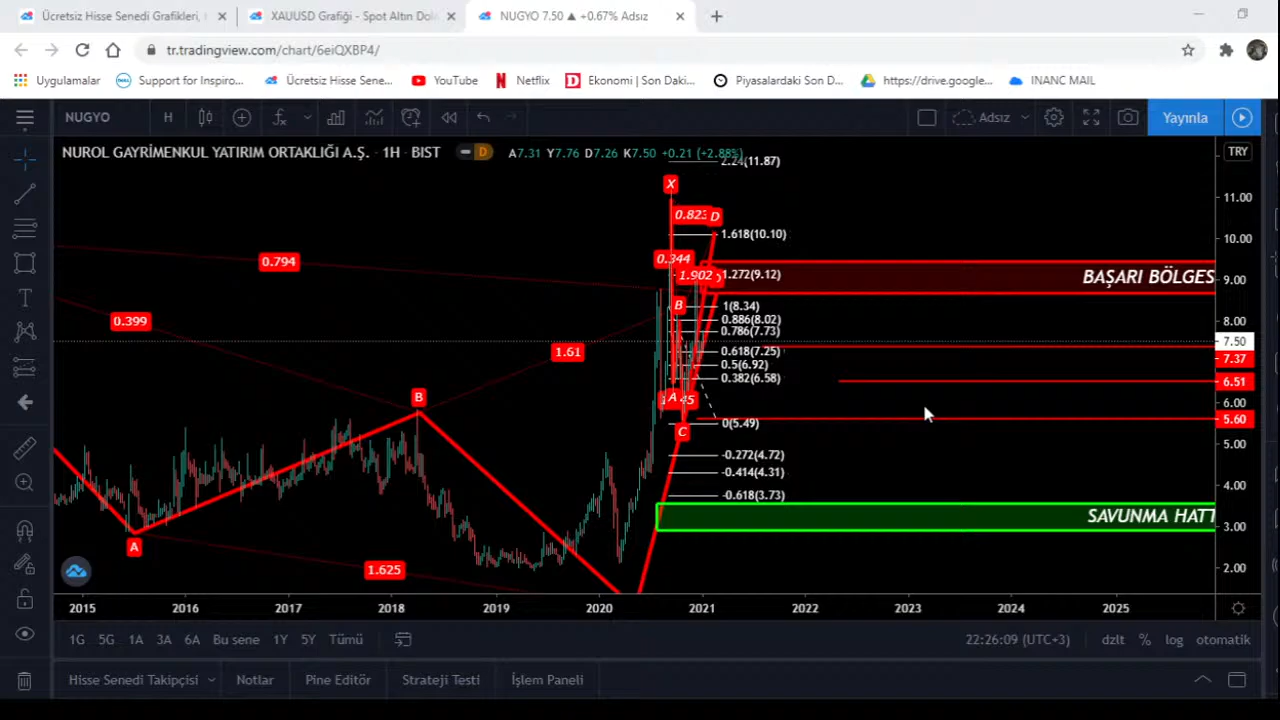 Ücretsiz Hisse Senedi Grafikleri,
XAUUSD Grafiği - Spot Altın Dol
NUGYO 7.50 ▲ +0.67% Adsız
tr.tradingview.com/chart/6eiQXBP4/
Uygulamalar
DELL
Support for Inspiro...
Ücretsiz Hisse Sene...
YouTube
Netflix
Ekonomi | Son Daki...
Piyasalardaki Son D...
https://drive.google...
INANC MAIL
NUGYO
H
Adsız
Yayınla
NUROL GAYRİMENKUL YATIRIM ORTAKLIĞI A.Ş. · 1H · BIST
D
A7.31 Y7.76 D7.26 K7.50 +0.21 (+2.88%)
TRY
2.24(11.87)
X
11.00
0.823
D
1.618(10.10)
10.00
0.794
0.344
1.902
1.272(9.12)
9.00
BAŞARI BÖLGES
B
1(8.34)
0.399
0.886(8.02)
8.00
0.786(7.73)
7.50
1.61
0.618(7.25)
7.37
0.5(6.92)
0.382(6.58)
6.51
B
A
45
6.00
0(5.49)
5.60
C
5.00
-0.272(4.72)
-0.414(4.31)
4.00
-0.618(3.73)
SAVUNMA HATT
3.00
A
1.625
2.00
2015
2016
2017
2018
2019
2020
2021
2022
2023
2024
2025
1G
5G
1A
3A
6A
Bu sene
1Y
5Y
Tümü
22:26:09 (UTC+3)
dzlt
%
log
otomatik
Hisse Senedi Takipçisi
Notlar
Pine Editör
Strateji Testi
İşlem Paneli